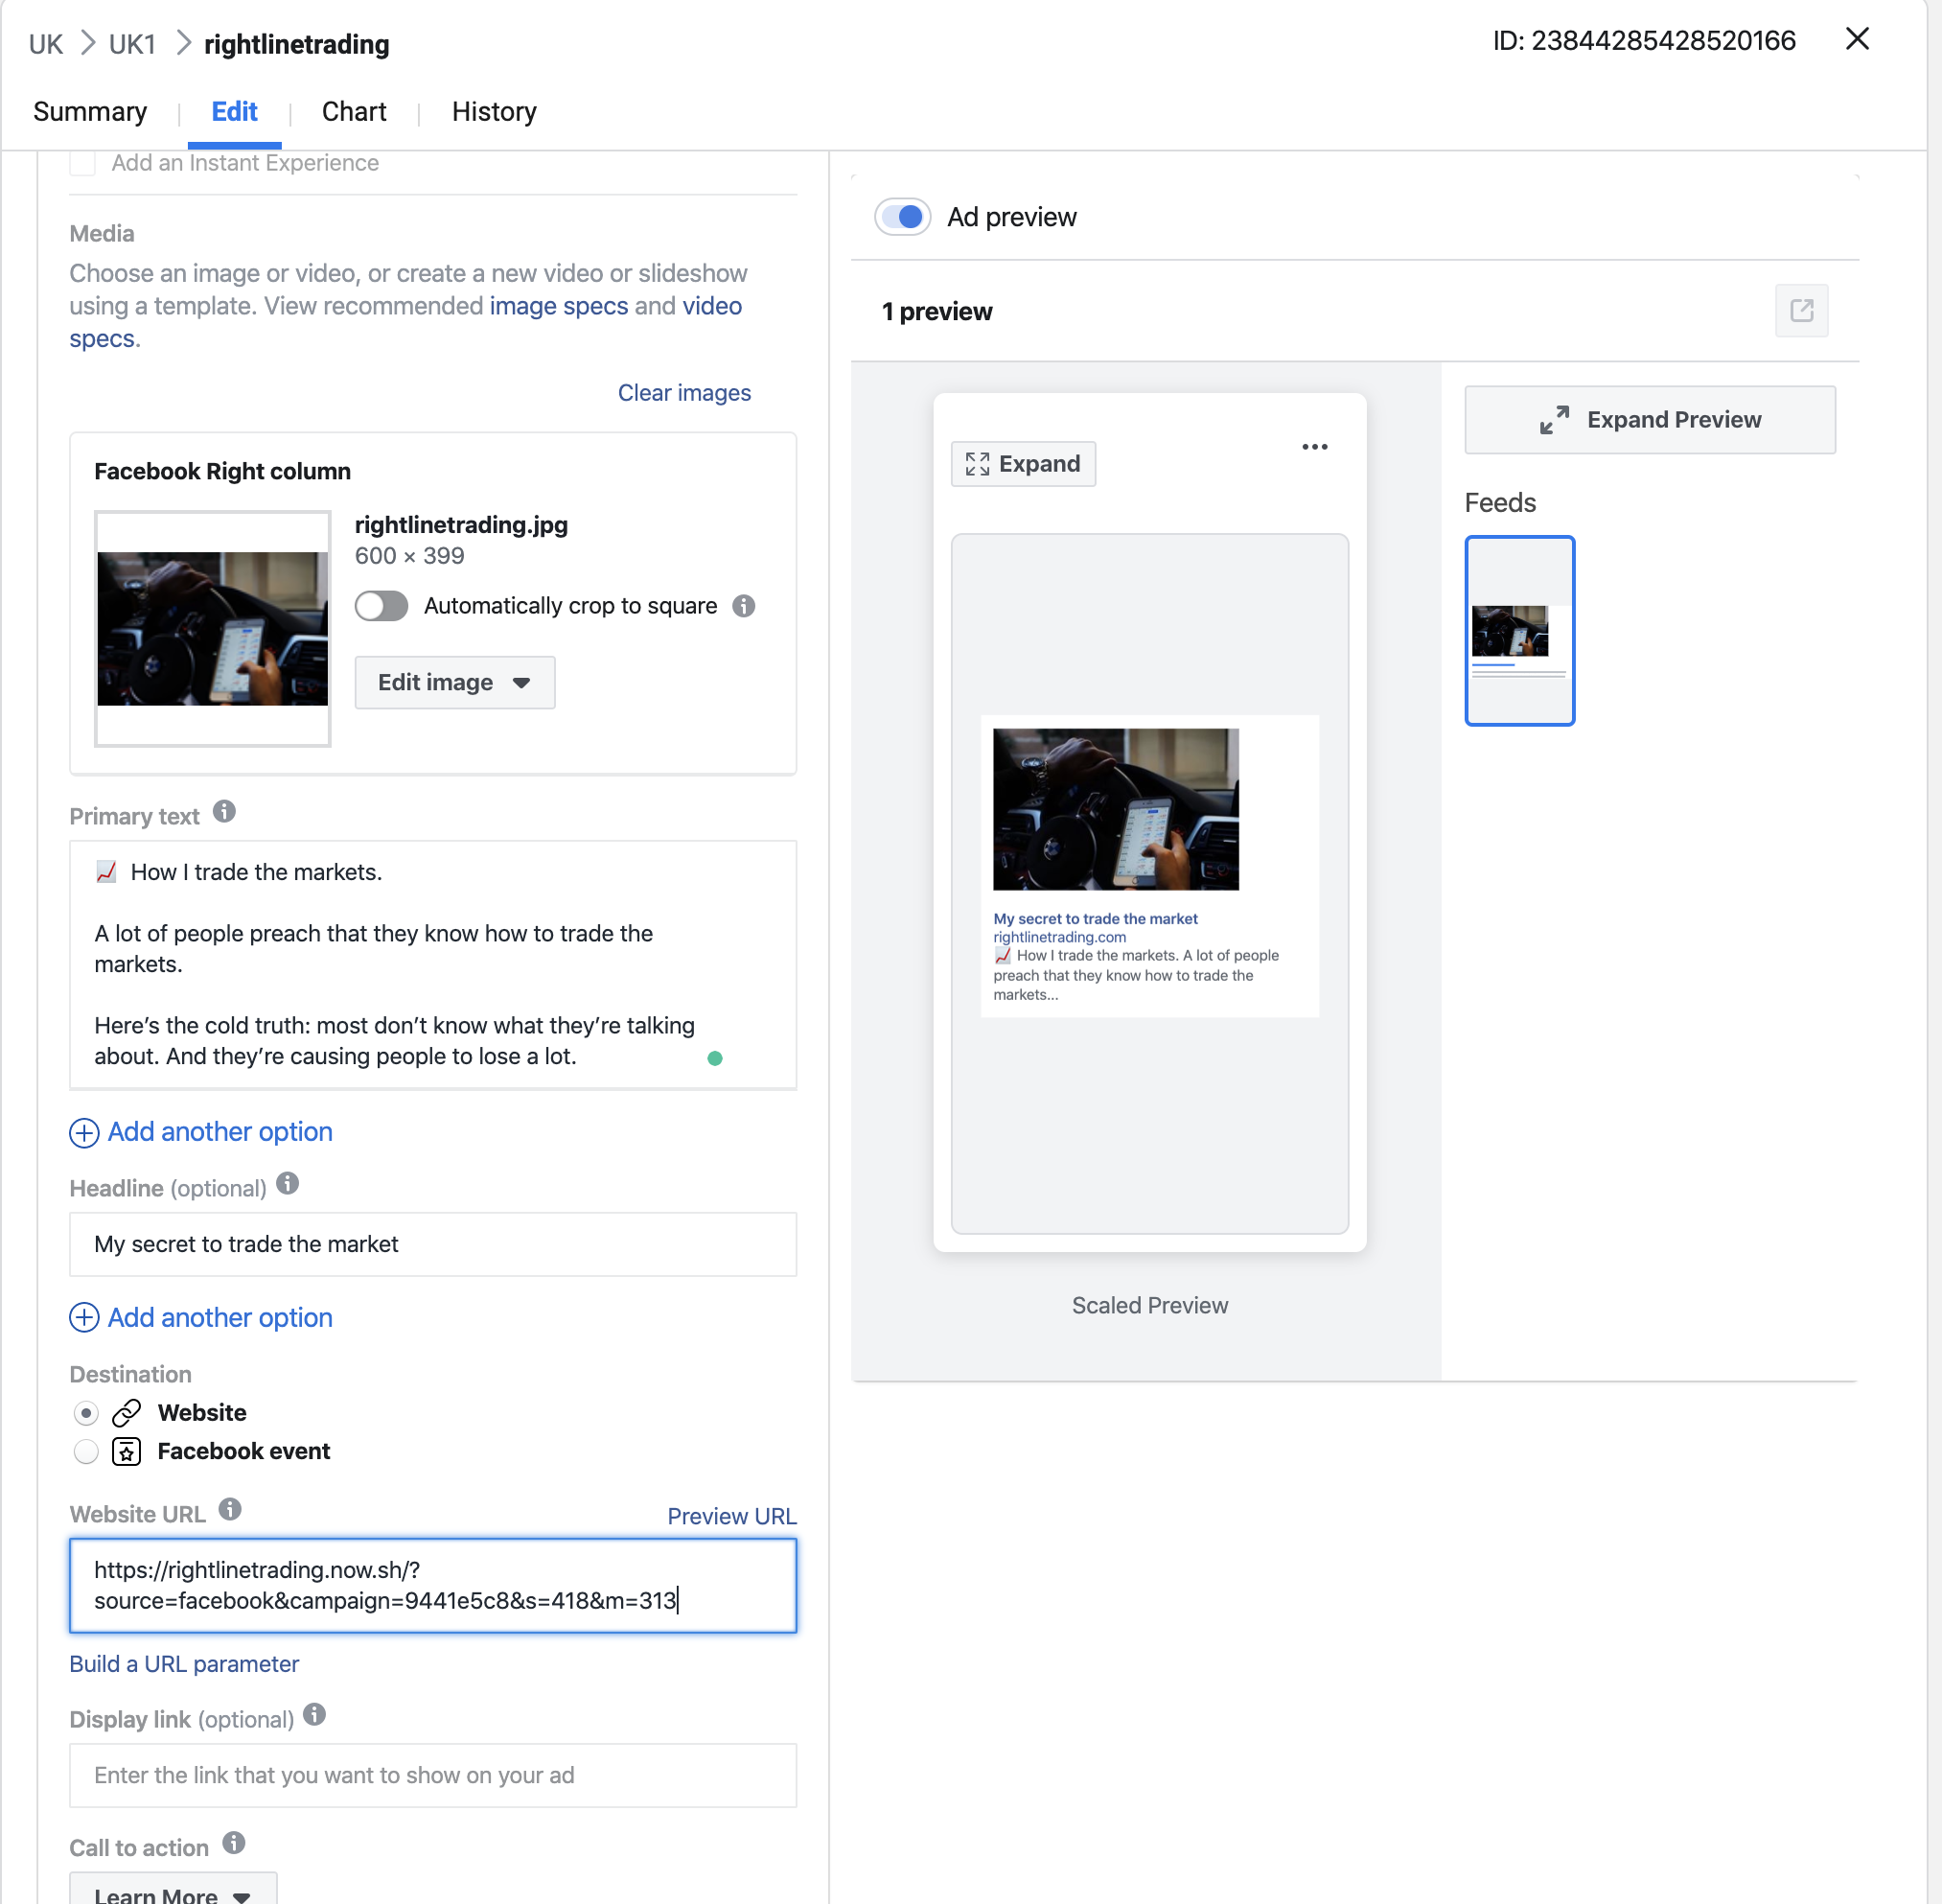 UK > UK1 > rightlinetrading
ID: 23844285428520166
Summary | Edit | Chart | History
Add an Instant Experience
Media
Choose an image or video, or create a new video or slideshow
using a template. View recommended image specs and video
specs.
Clear images
Facebook Right column
rightlinetrading.jpg
600 × 399
Automatically crop to square
Edit image
Primary text
📈 How I trade the markets.
A lot of people preach that they know how to trade the
markets.
Here’s the cold truth: most don’t know what they’re talking
about. And they’re causing people to lose a lot.
Add another option
Headline (optional)
My secret to trade the market
Add another option
Destination
Website
Facebook event
Website URL
Preview URL
https://rightlinetrading.now.sh/?
source=facebook&campaign=9441e5c8&s=418&m=313
Build a URL parameter
Display link (optional)
Enter the link that you want to show on your ad
Call to action
Learn More
Ad preview
1 preview
Expand
My secret to trade the market
rightlinetrading.com
📈 How I trade the markets. A lot of people
preach that they know how to trade the
markets...
Scaled Preview
Expand Preview
Feeds